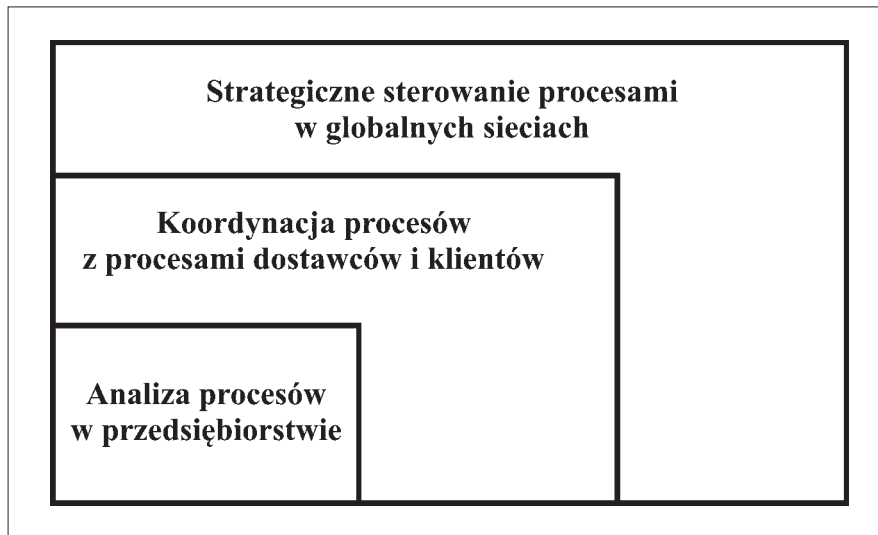 Strategiczne sterowanie procesami
w globalnych sieciach
Koordynacja procesów
z procesami dostawców i klientów
Analiza procesów
w przedsiębiorstwie